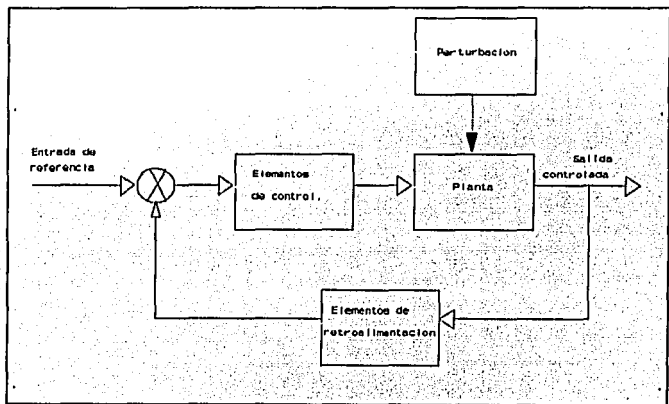 Perturbacion
Entrada de
referencia
Elementos
de control.
Planta
Salida
controlada
Elementos de
retroalimentacion